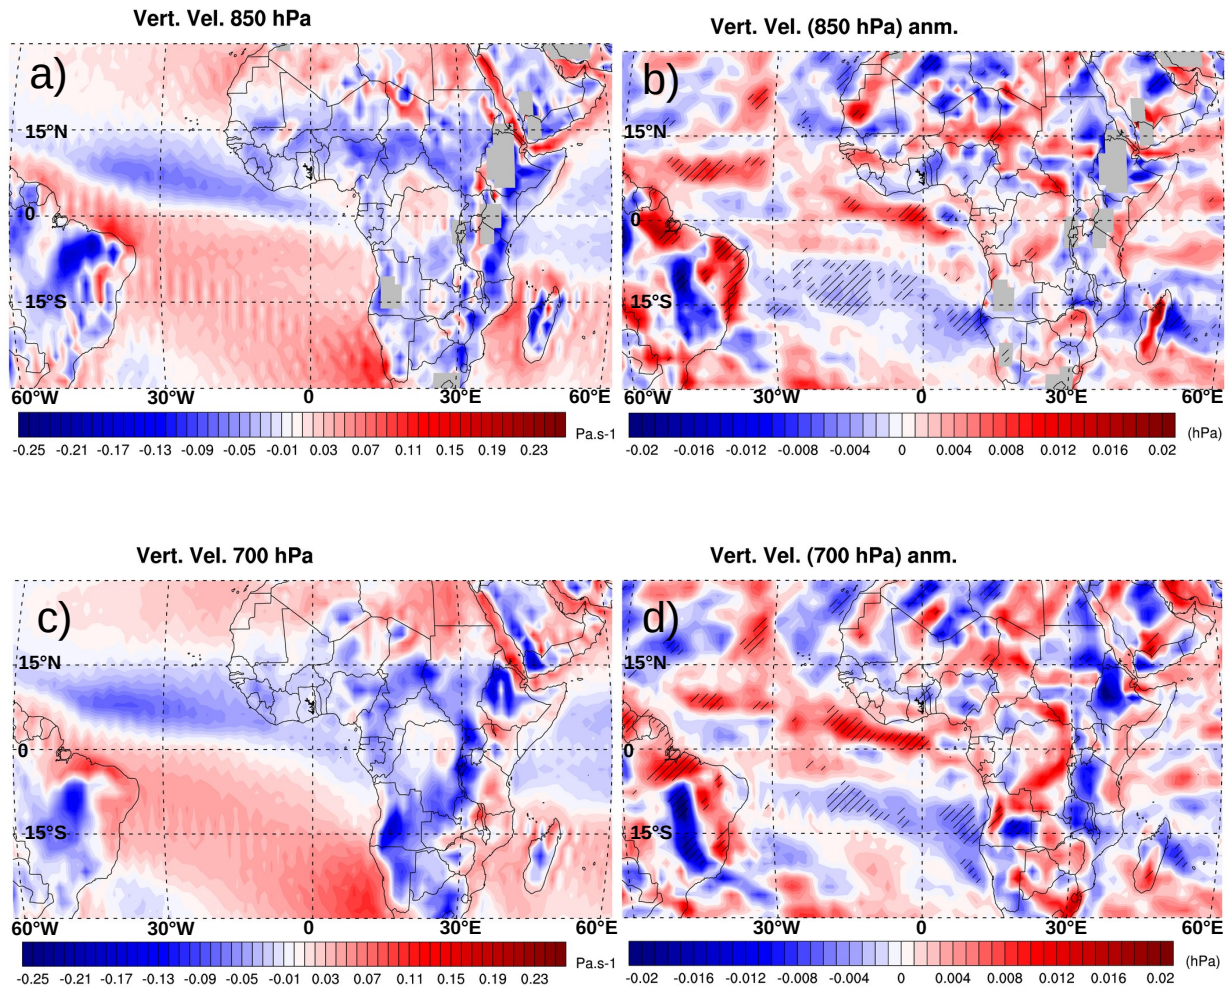 Vert. Vel. 850 hPa
a)
15°N
0
15°S
60°W 30°W 0 30°E 60°E
-0.25 -0.17 -0.13 -0.09 -0.05 -0.01 0.03 0.07 0.11 0.15 0.19 0.23 Pa.s-1
Vert. Vel. (850 hPa) anm.
b)
15°N
0
15°S
60°W 30°W 0 30°E 60°E
-0.02 -0.016 -0.012 -0.008 -0.004 0 0.004 0.008 0.012 0.016 0.02 (hPa)
Vert. Vel. 700 hPa
c)
15°N
0
15°S
60°W 30°W 0 30°E 60°E
-0.25 -0.17 -0.13 -0.09 -0.05 -0.01 0.03 0.07 0.11 0.15 0.19 0.23 Pa.s-1
Vert. Vel. (700 hPa) anm.
d)
15°N
0
15°S
60°W 30°W 0 30°E 60°E
-0.02 -0.016 -0.012 -0.008 -0.004 0 0.004 0.008 0.012 0.016 0.02 (hPa)